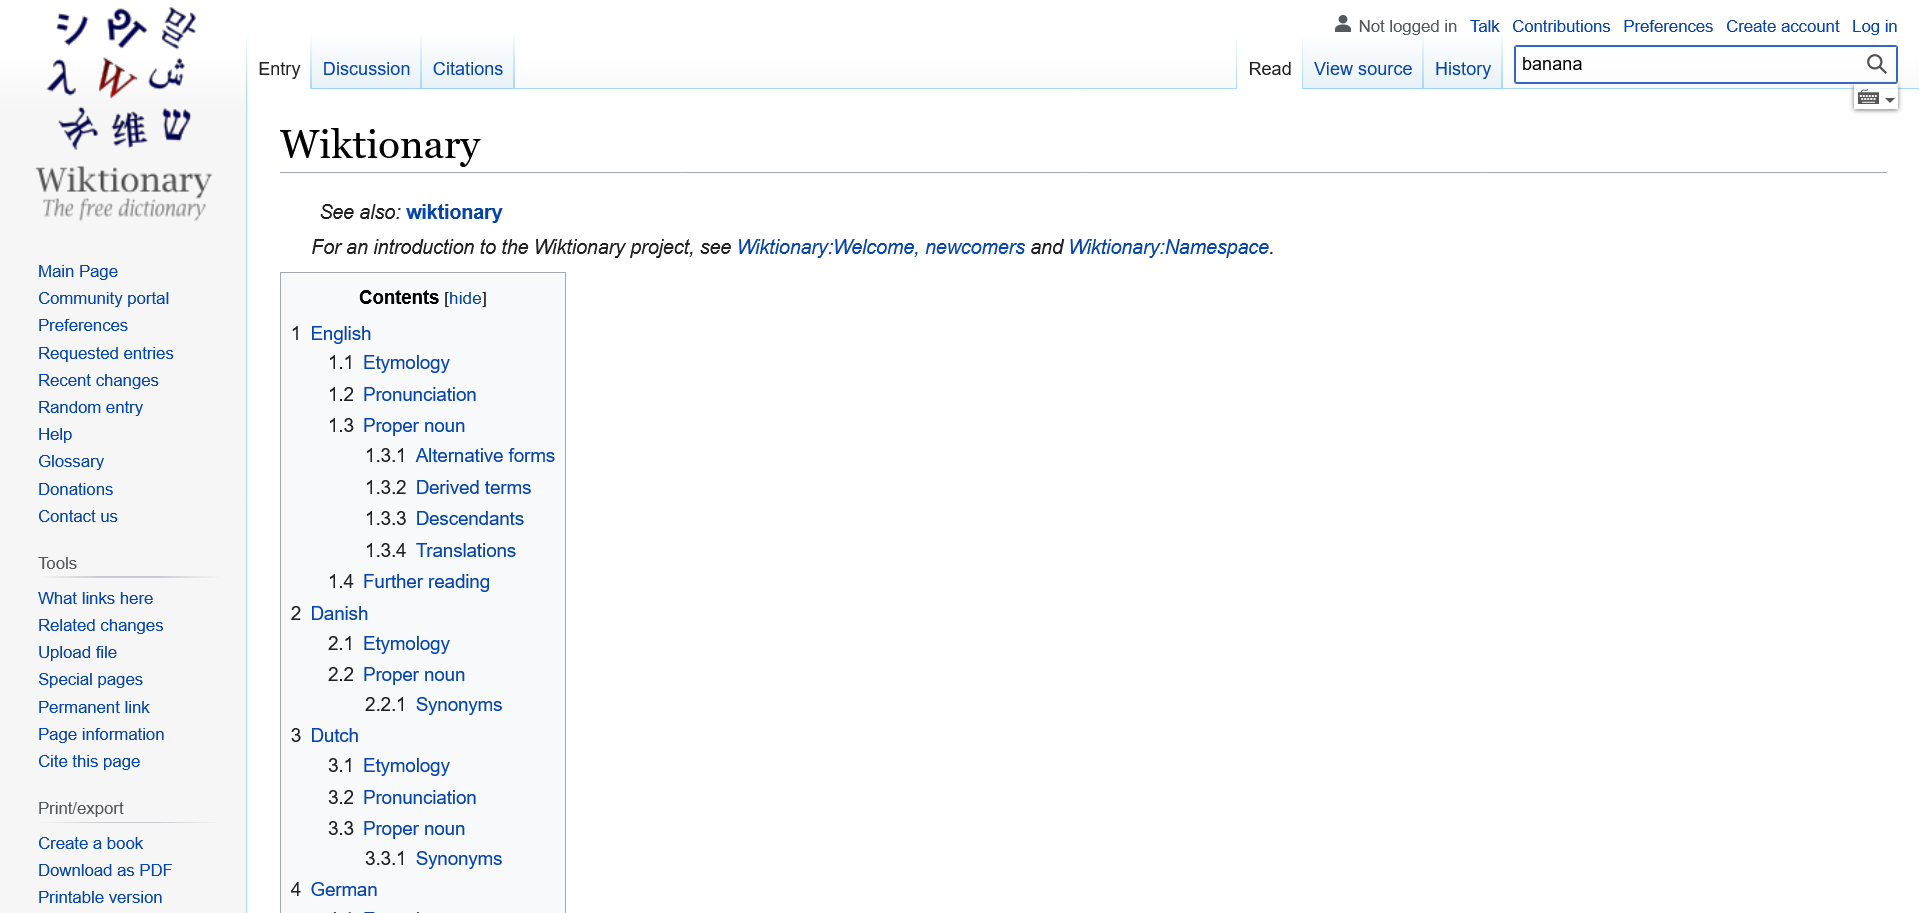 Wiktionary
The free dictionary
Main Page
Community portal
Preferences
Requested entries
Recent changes
Random entry
Help
Glossary
Donations
Contact us
Tools
What links here
Related changes
Upload file
Special pages
Permanent link
Page information
Cite this page
Print/export
Create a book
Download as PDF
Printable version
Not logged in Talk Contributions Preferences Create account Log in
Entry Discussion Citations Read View source History banana
Wiktionary
See also: wiktionary
For an introduction to the Wiktionary project, see Wiktionary:Welcome, newcomers and Wiktionary:Namespace.
Contents [hide]
1 English
1.1 Etymology
1.2 Pronunciation
1.3 Proper noun
1.3.1 Alternative forms
1.3.2 Derived terms
1.3.3 Descendants
1.3.4 Translations
1.4 Further reading
2 Danish
2.1 Etymology
2.2 Proper noun
2.2.1 Synonyms
3 Dutch
3.1 Etymology
3.2 Pronunciation
3.3 Proper noun
3.3.1 Synonyms
4 German